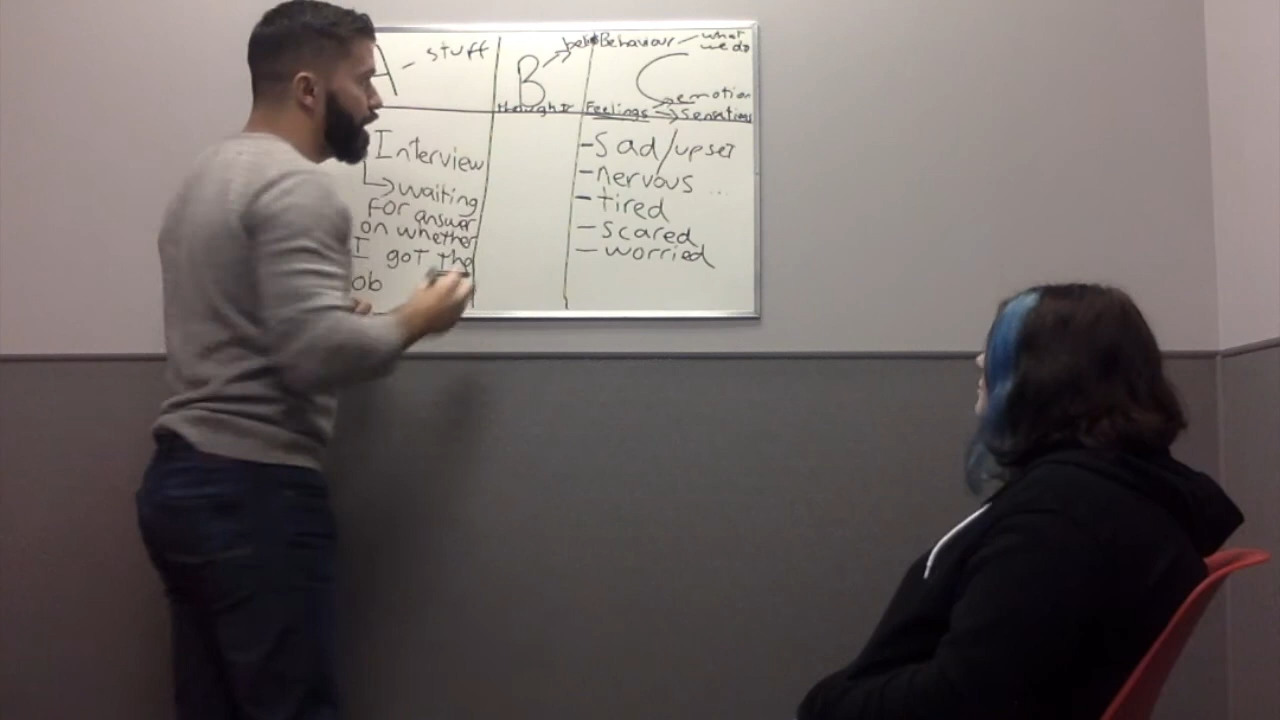 A - stuff
B
thoughts
Behaviour - what
we do
C
emotion
Feelings sensations
Interview
waiting
for answer
on whether
I got the
ob
- Sad/upset
- nervous ...
- tired
- scared
- worried